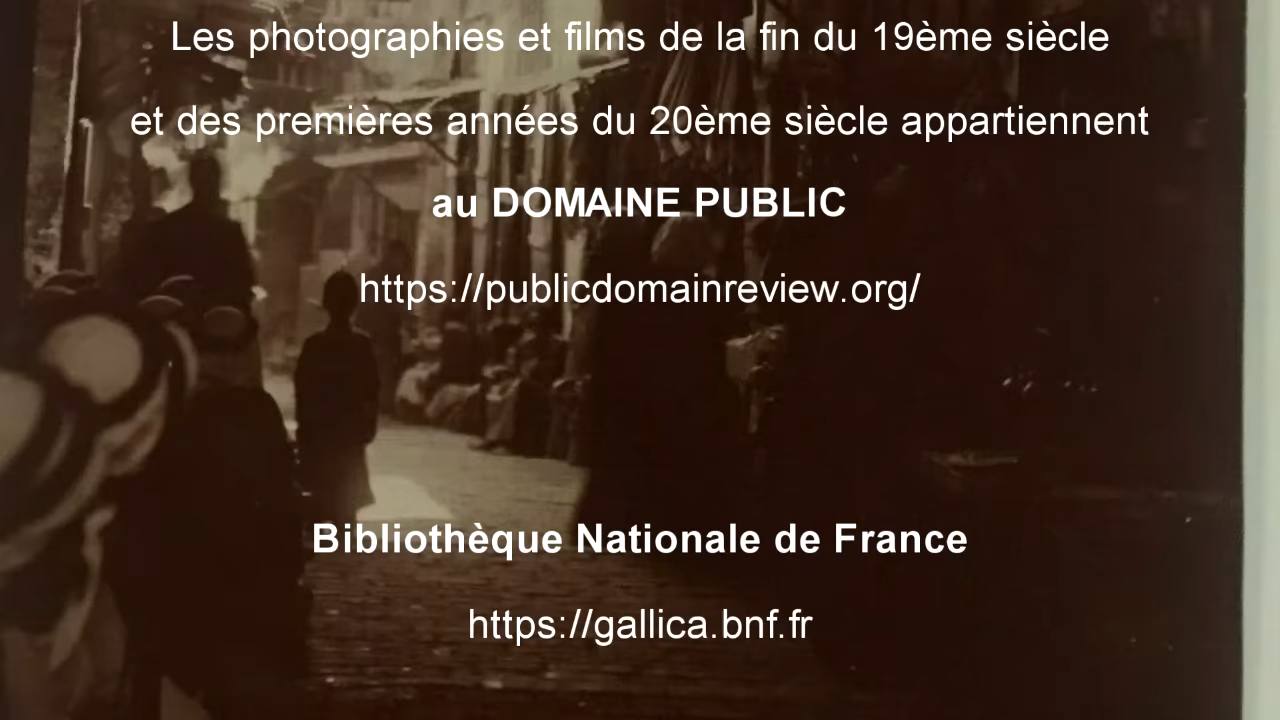 Les photographies et films de la fin du 19ème siècle
et des premières années du 20ème siècle appartiennent
au DOMAINE PUBLIC
https://publicdomainreview.org/
Bibliothèque Nationale de France
https://gallica.bnf.fr